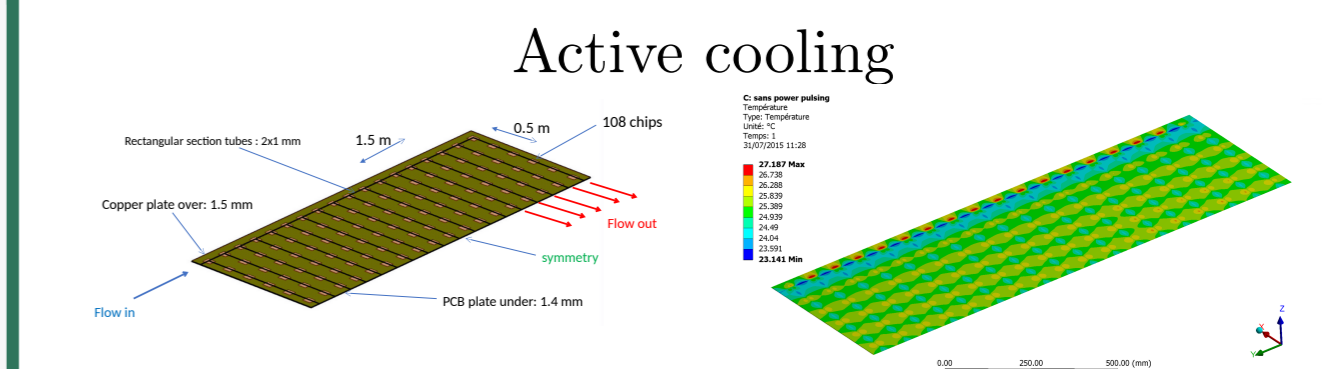 Active cooling
Rectangular section tubes : 2x1 mm
1.5 m
0.5 m
108 chips
Copper plate over: 1.5 mm
Flow out
symmetry
PCB plate under: 1.4 mm
Flow in
C: sans power pulsing
Température
Type: Température
Unité: °C
Temps: 1
31/07/2015 11:28
27.187 Max
26.738
26.288
25.839
25.389
24.939
24.49
24.04
23.591
23.141 Min
0.00
250.00
500.00 (mm)
Z
X
Y